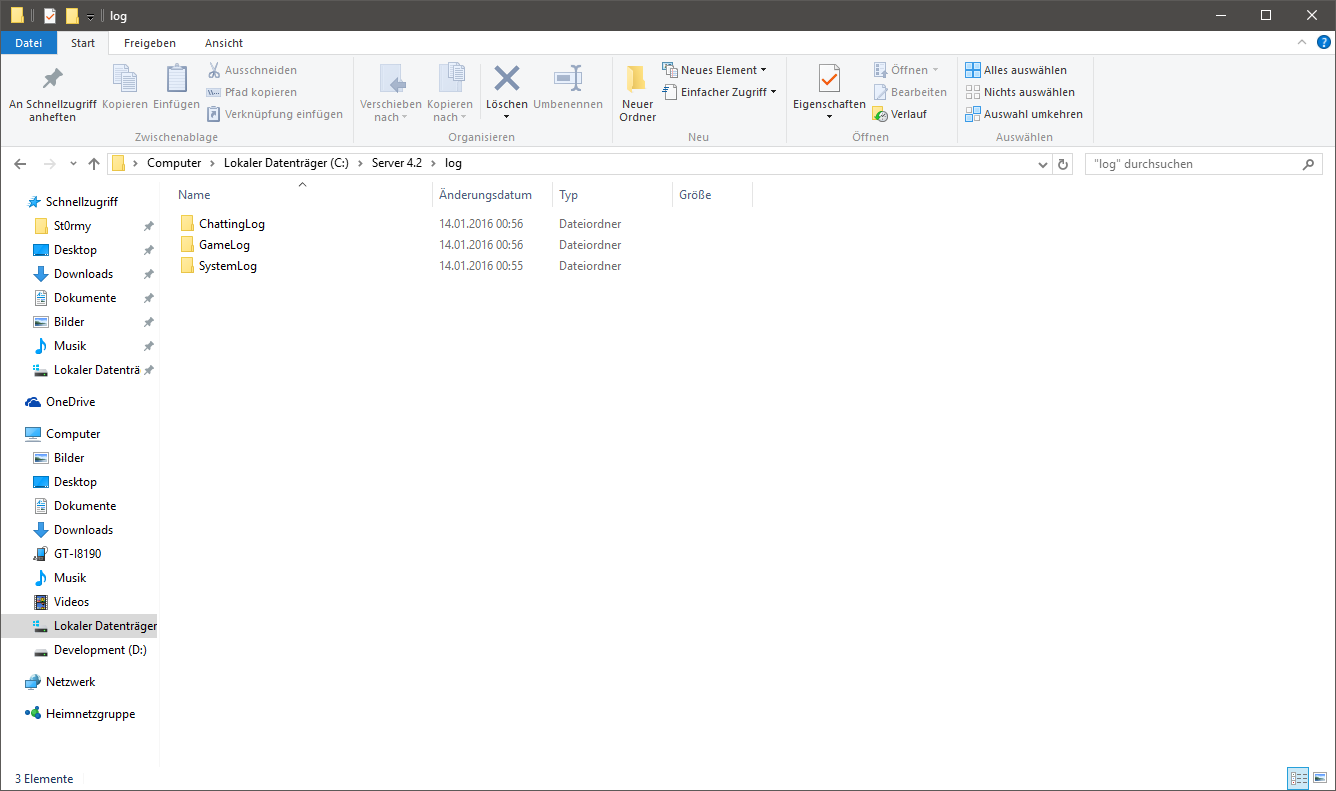 log
Datei Start Freigeben Ansicht
An Schnellzugriff anheften
Kopieren
Einfügen
Ausschneiden
Pfad kopieren
Verknüpfung einfügen
Zwischenablage
Verschieben nach
Kopieren nach
Löschen
Umbenennen
Organisieren
Neuer Ordner
Neues Element
Einfacher Zugriff
Neu
Eigenschaften
Öffnen
Bearbeiten
Verlauf
Öffnen
Alles auswählen
Nichts auswählen
Auswahl umkehren
Auswählen
Computer Lokaler Datenträger (C:) Server 4.2 log
"log" durchsuchen
Schnellzugriff
St0rmy
Desktop
Downloads
Dokumente
Bilder
Musik
Lokaler Datenträ
OneDrive
Computer
Bilder
Desktop
Dokumente
Downloads
GT-I8190
Musik
Videos
Lokaler Datenträger
Development (D:)
Netzwerk
Heimnetzgruppe
Name Änderungsdatum Typ Größe
ChattingLog 14.01.2016 00:56 Dateiordner
GameLog 14.01.2016 00:56 Dateiordner
SystemLog 14.01.2016 00:55 Dateiordner
3 Elemente